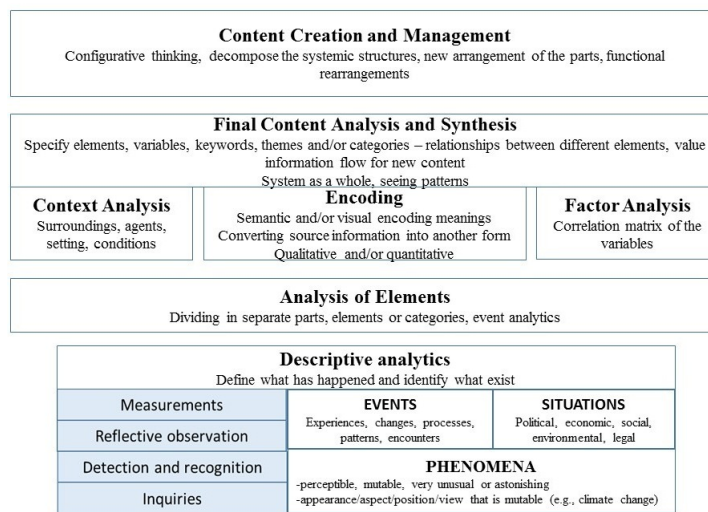 Content Creation and Management
Configurative thinking, decompose the systemic structures, new arrangement of the parts, functional
rearrangements
Final Content Analysis and Synthesis
Specify elements, variables, keywords, themes and/or categories – relationships between different elements, value
information flow for new content
System as a whole, seeing patterns
Context Analysis
Surroundings, agents,
setting, conditions
Encoding
Semantic and/or visual encoding meanings
Converting source information into another form
Qualitative and/or quantitative
Factor Analysis
Correlation matrix of the
variables
Analysis of Elements
Dividing in separate parts, elements or categories, event analytics
Descriptive analytics
Define what has happened and identify what exist
Measurements
Reflective observation
Detection and recognition
Inquiries
EVENTS
Experiences, changes, processes,
patterns, encounters
SITUATIONS
Political, economic, social,
environmental, legal
PHENOMENA
-perceptible, mutable, very unusual or astonishing
-appearance/aspect/position/view that is mutable (e.g., climate change)